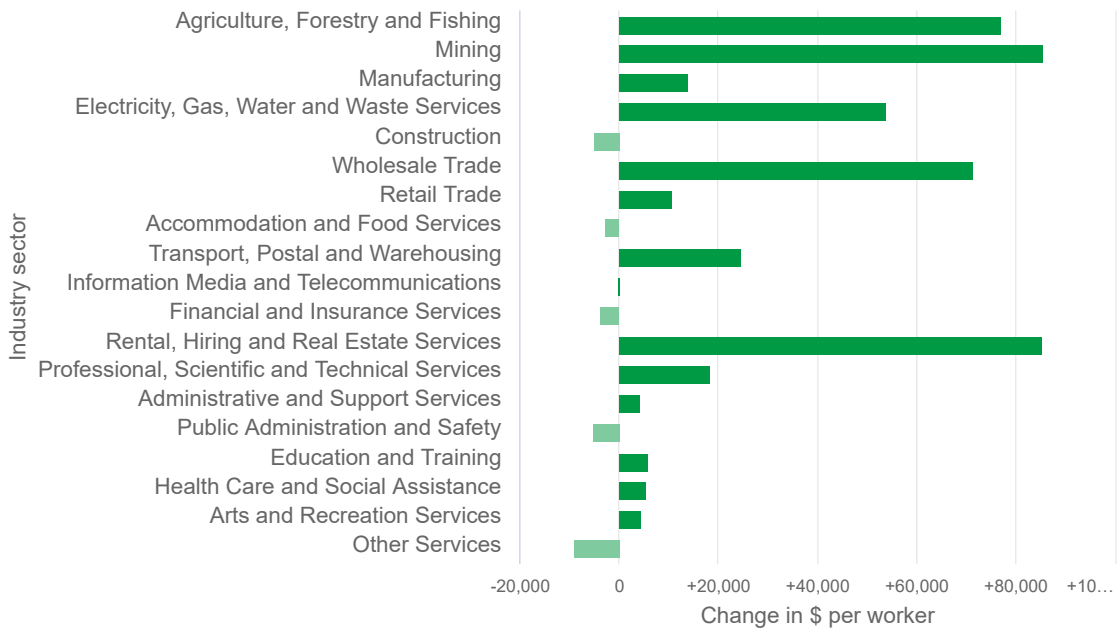 Agriculture, Forestry and Fishing
Mining
Manufacturing
Electricity, Gas, Water and Waste Services
Construction
Wholesale Trade
Retail Trade
Accommodation and Food Services
Transport, Postal and Warehousing
Information Media and Telecommunications
Financial and Insurance Services
Rental, Hiring and Real Estate Services
Professional, Scientific and Technical Services
Administrative and Support Services
Public Administration and Safety
Education and Training
Health Care and Social Assistance
Arts and Recreation Services
Other Services
Industry sector
-20,000 0 +20,000 +40,000 +60,000 +80,000 +10…
Change in $ per worker